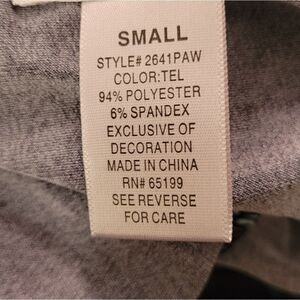 SMALL
STYLE# 2641PAW
COLOR:TEL
94% POLYESTER
6% SPANDEX
EXCLUSIVE OF
DECORATION
MADE IN CHINA
RN# 65199
SEE REVERSE
FOR CARE